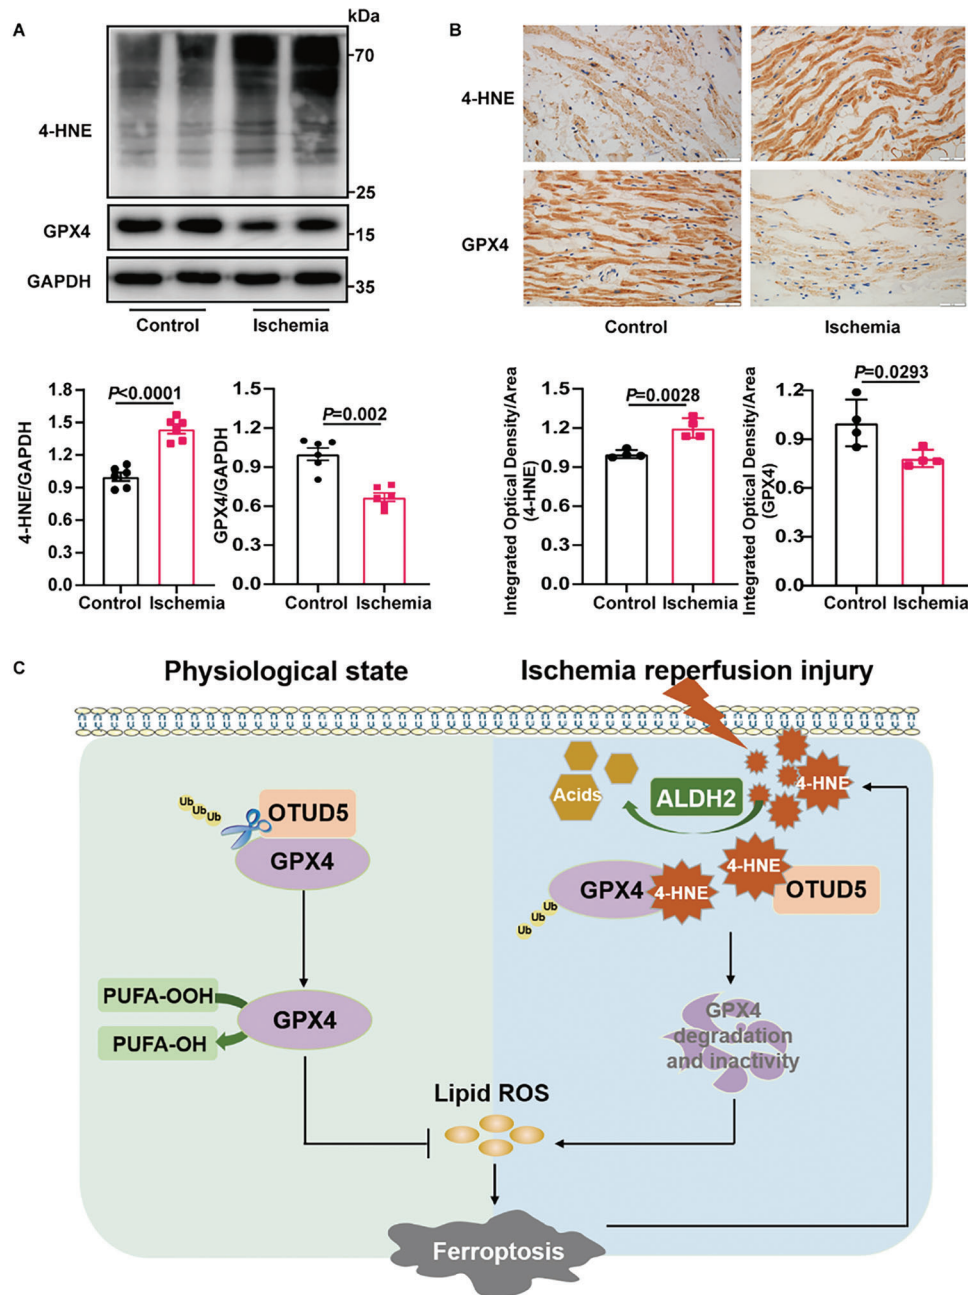 A
kDa
70
4-HNE
25
GPX4
15
GAPDH
35
Control Ischemia
B
4-HNE
GPX4
Control Ischemia
4-HNE/GAPDH
1.8
1.5
1.2
0.9
0.6
0.3
0.0
P<0.0001
Control Ischemia
GPX4/GAPDH
1.5
1.2
0.9
0.6
0.3
0.0
P=0.002
Control Ischemia
Integrated Optical Density/Area
(4-HNE)
1.5
1.2
0.9
0.6
0.3
0.0
P=0.0028
Control Ischemia
Integrated Optical Density/Area
(GPX4)
1.2
0.9
0.6
0.3
0.0
P=0.0293
Control Ischemia
C
Physiological state
Ischemia reperfusion injury
Ub
Ub
Ub
OTUD5
GPX4
PUFA-OOH
GPX4
PUFA-OH
Acids
ALDH2
4-HNE
4-HNE
GPX4
4-HNE
OTUD5
Ub
Ub
Ub
GPX4
degradation
and inactivity
Lipid ROS
Ferroptosis